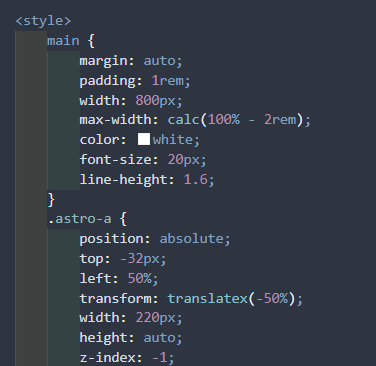 <style>
main {
margin: auto;
padding: 1rem;
width: 800px;
max-width: calc(100% - 2rem);
color: white;
font-size: 20px;
line-height: 1.6;
}
.astro-a {
position: absolute;
top: -32px;
left: 50%;
transform: translatex(-50%);
width: 220px;
height: auto;
z-index: -1;